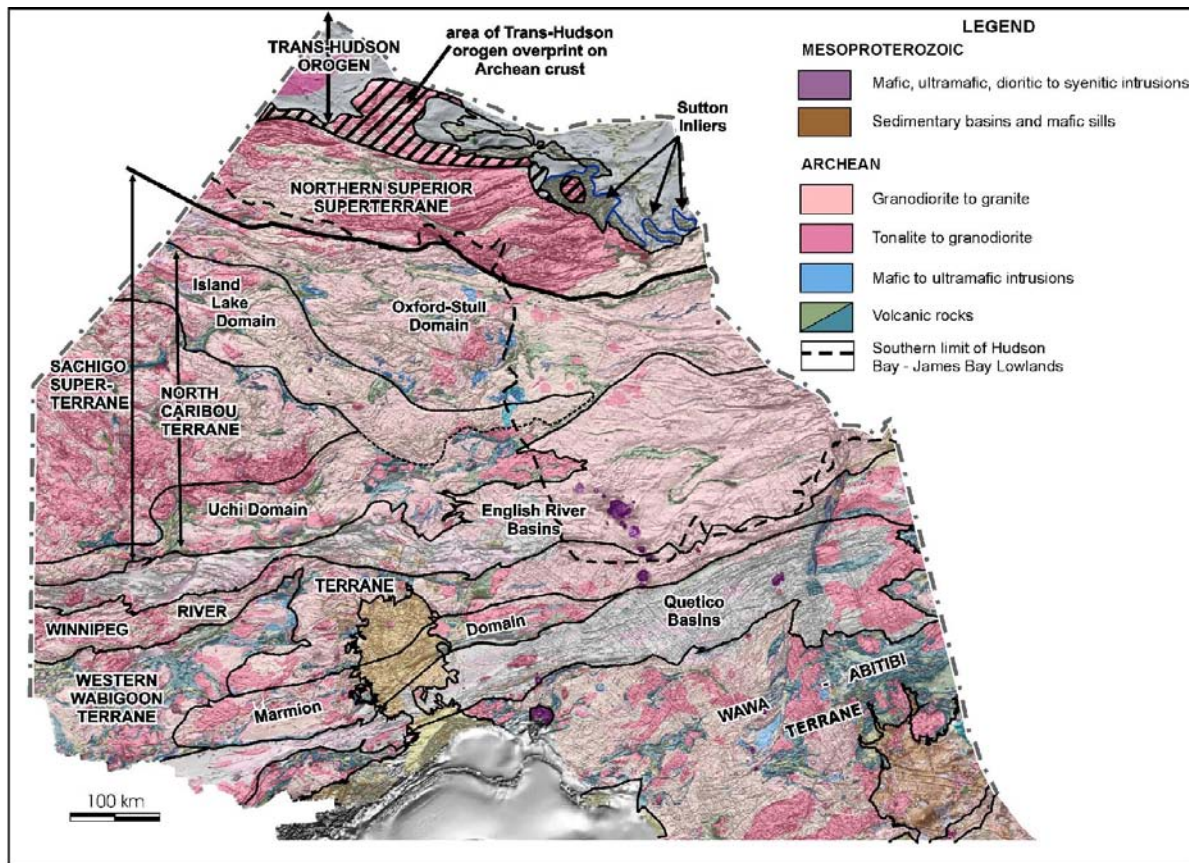 TRANS-HUDSON
OROGEN
area of Trans-Hudson
orogen overprint on
Archean crust
Sutton
Inliers
NORTHERN SUPERIOR
SUPERTERRANE
Island
Lake
Domain
Oxford-Stull
Domain
SACHIGO
SUPER-
TERRANE
NORTH
CARIBOU
TERRANE
Uchi Domain
English River
Basins
WINNIPEG
RIVER
TERRANE
Domain
Quetico
Basins
WESTERN
WABIGOON
TERRANE
Marmion
WAWA - ABITIBI
TERRANE
100 km
LEGEND
MESOPROTEROZOIC
Mafic, ultramafic, dioritic to syenitic intrusions
Sedimentary basins and mafic sills
ARCHEAN
Granodiorite to granite
Tonalite to granodiorite
Mafic to ultramafic intrusions
Volcanic rocks
Southern limit of Hudson
Bay - James Bay Lowlands